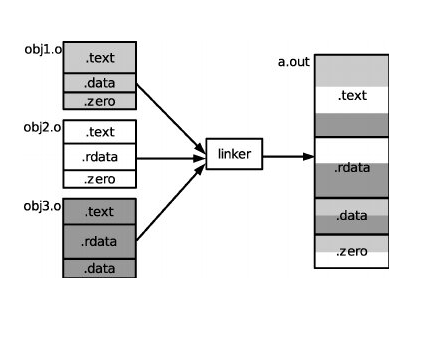 obj1.o
.text
.data
.zero
obj2.o
.text
.rdata
.zero
obj3.o
.text
.rdata
.data
linker
a.out
.text
.rdata
.data
.zero